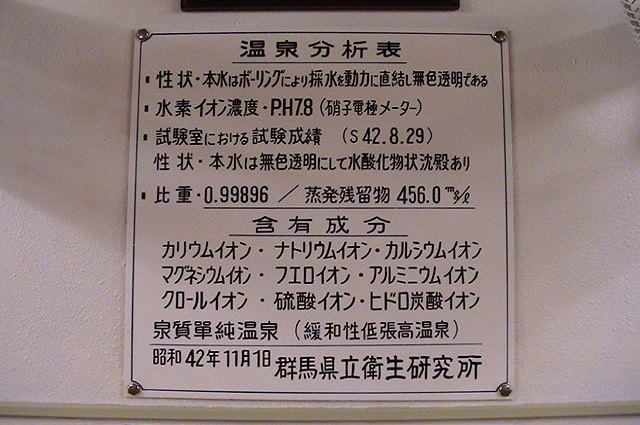 温泉分析表
・性状・本水はボーリングにより採水を動力に直結し無色透明である
・水素イオン濃度・P.H7.8(硝子電極メーター)
・試験室における試験成績 (S42.8.29)
性状・本水は無色透明にして水酸化物状沈殿あり
・比重・0.99896 / 蒸発残留物 456.0 mg/ℓ
含有成分
カリウムイオン・ナトリウムイオン・カルシウムイオン
マグネシウムイオン・フエロイオン・アルミニウムイオン
クロールイオン・硫酸イオン・ヒドロ炭酸イオン
泉質單純温泉(緩和性低張高温泉)
昭和42年11月1日 群馬県立衛生研究所